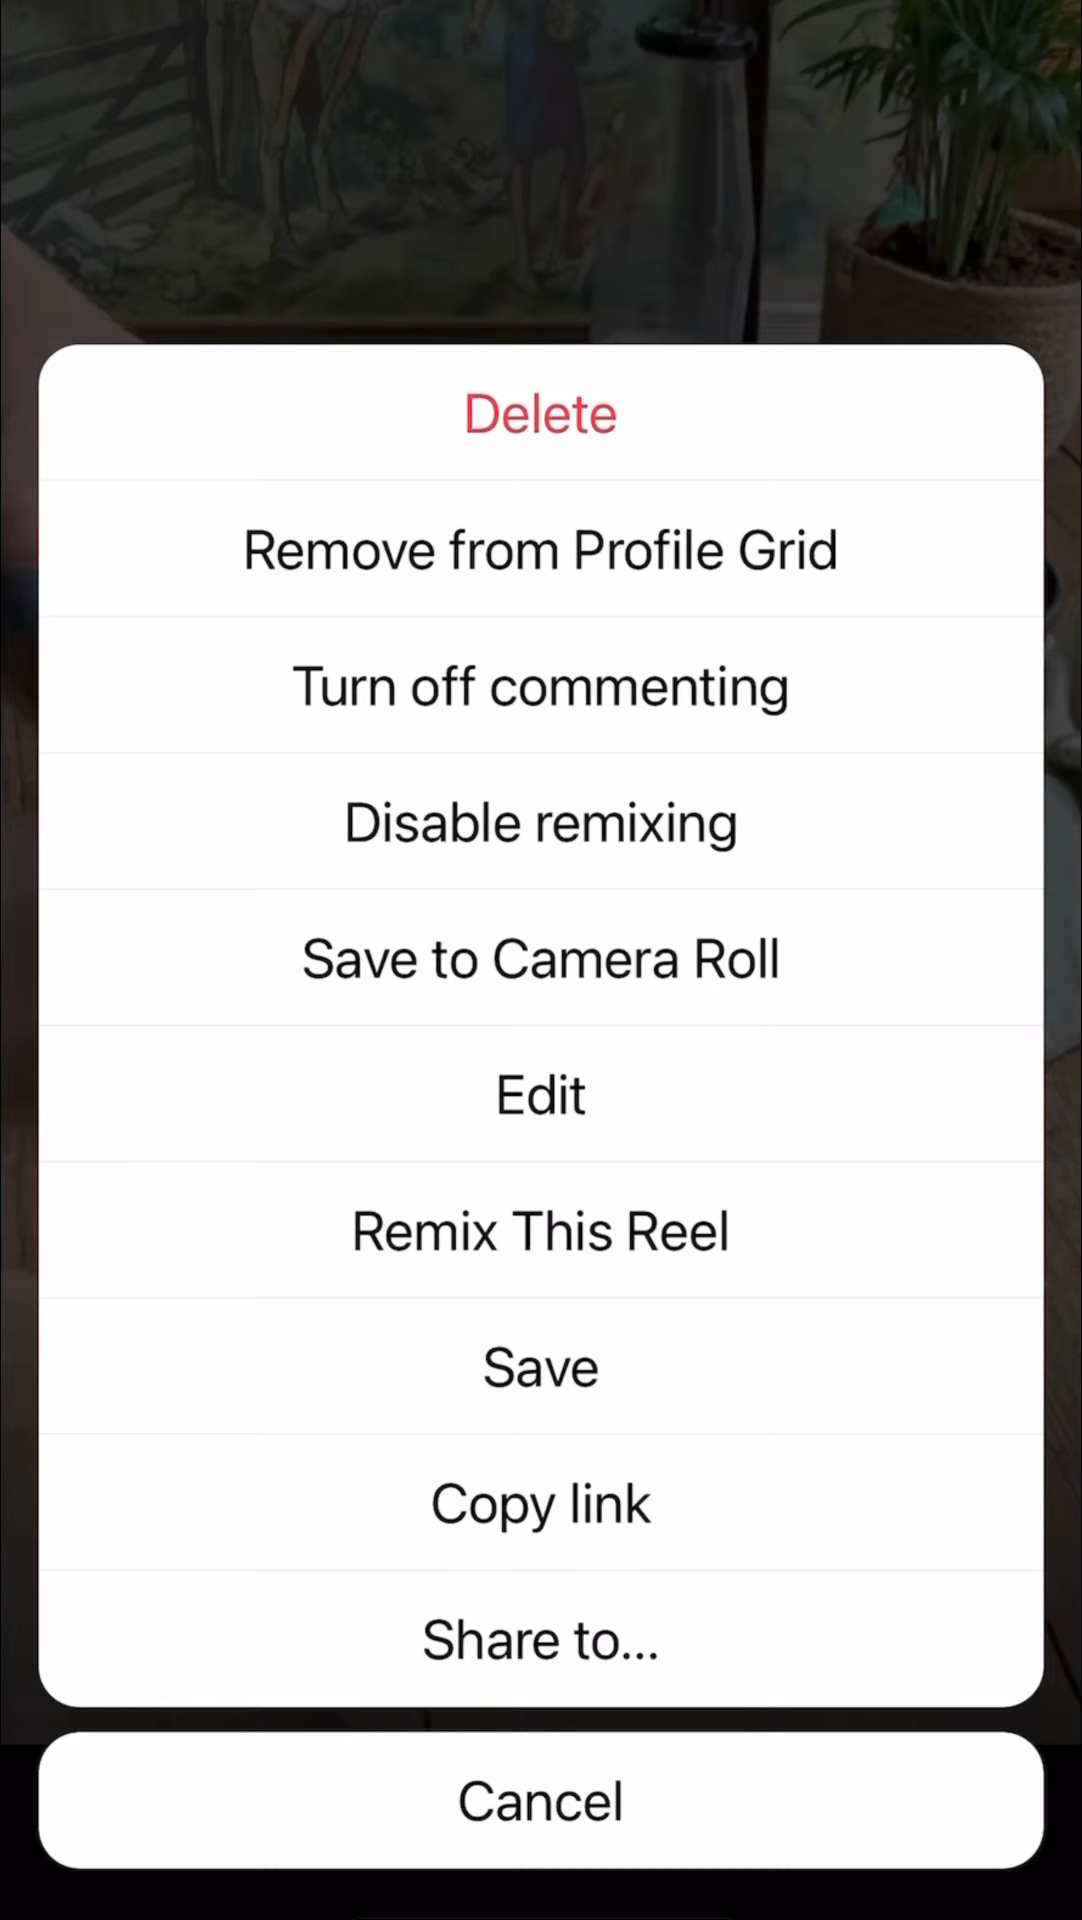 Delete
Remove from Profile Grid
Turn off commenting
Disable remixing
Save to Camera Roll
Edit
Remix This Reel
Save
Copy link
Share to...
Cancel